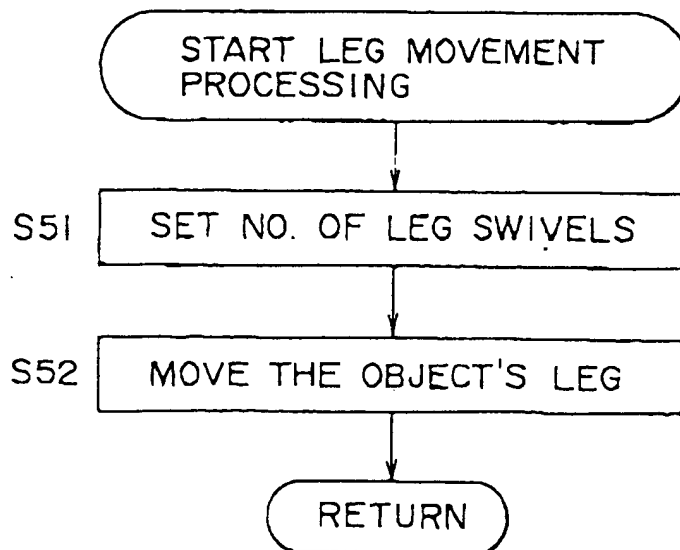 START LEG MOVEMENT
PROCESSING
S51 SET NO. OF LEG SWIVELS
S52 MOVE THE OBJECT'S LEG
RETURN